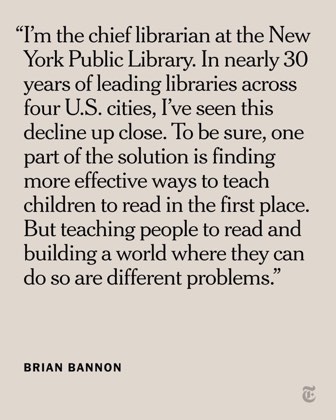 “I’m the chief librarian at the New
York Public Library. In nearly 30
years of leading libraries across
four U.S. cities, I’ve seen this
decline up close. To be sure, one
part of the solution is finding
more effective ways to teach
children to read in the first place.
But teaching people to read and
building a world where they can
do so are different problems.”
BRIAN BANNON
T